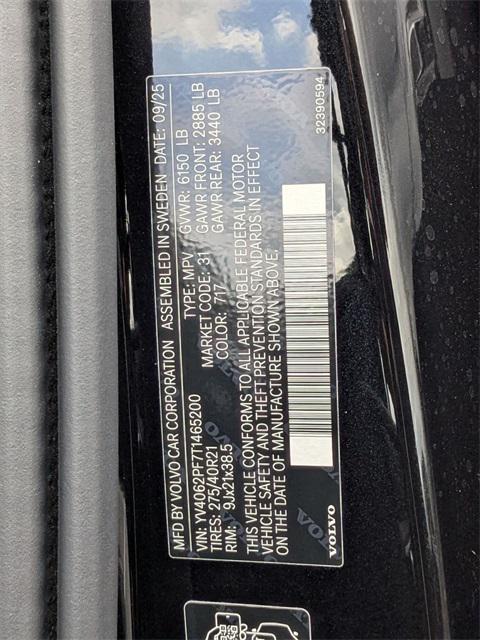 MFD BY VOLVO CAR CORPORATION ASSEMBLED IN SWEDEN DATE: 09/25
VIN: YV4062PF7T1465200 TYPE: MPV GVWR: 6150 LB
TIRES: 275/40R21 MARKET CODE: 31 GAWR FRONT: 2885 LB
RIM: 9Jx21x38.5 COLOR: 717 GAWR REAR: 3440 LB
THIS VEHICLE CONFORMS TO ALL APPLICABLE FEDERAL MOTOR
VEHICLE SAFETY AND THEFT PREVENTION STANDARDS IN EFFECT
ON THE DATE OF MANUFACTURE SHOWN ABOVE.
VOLVO
32390594